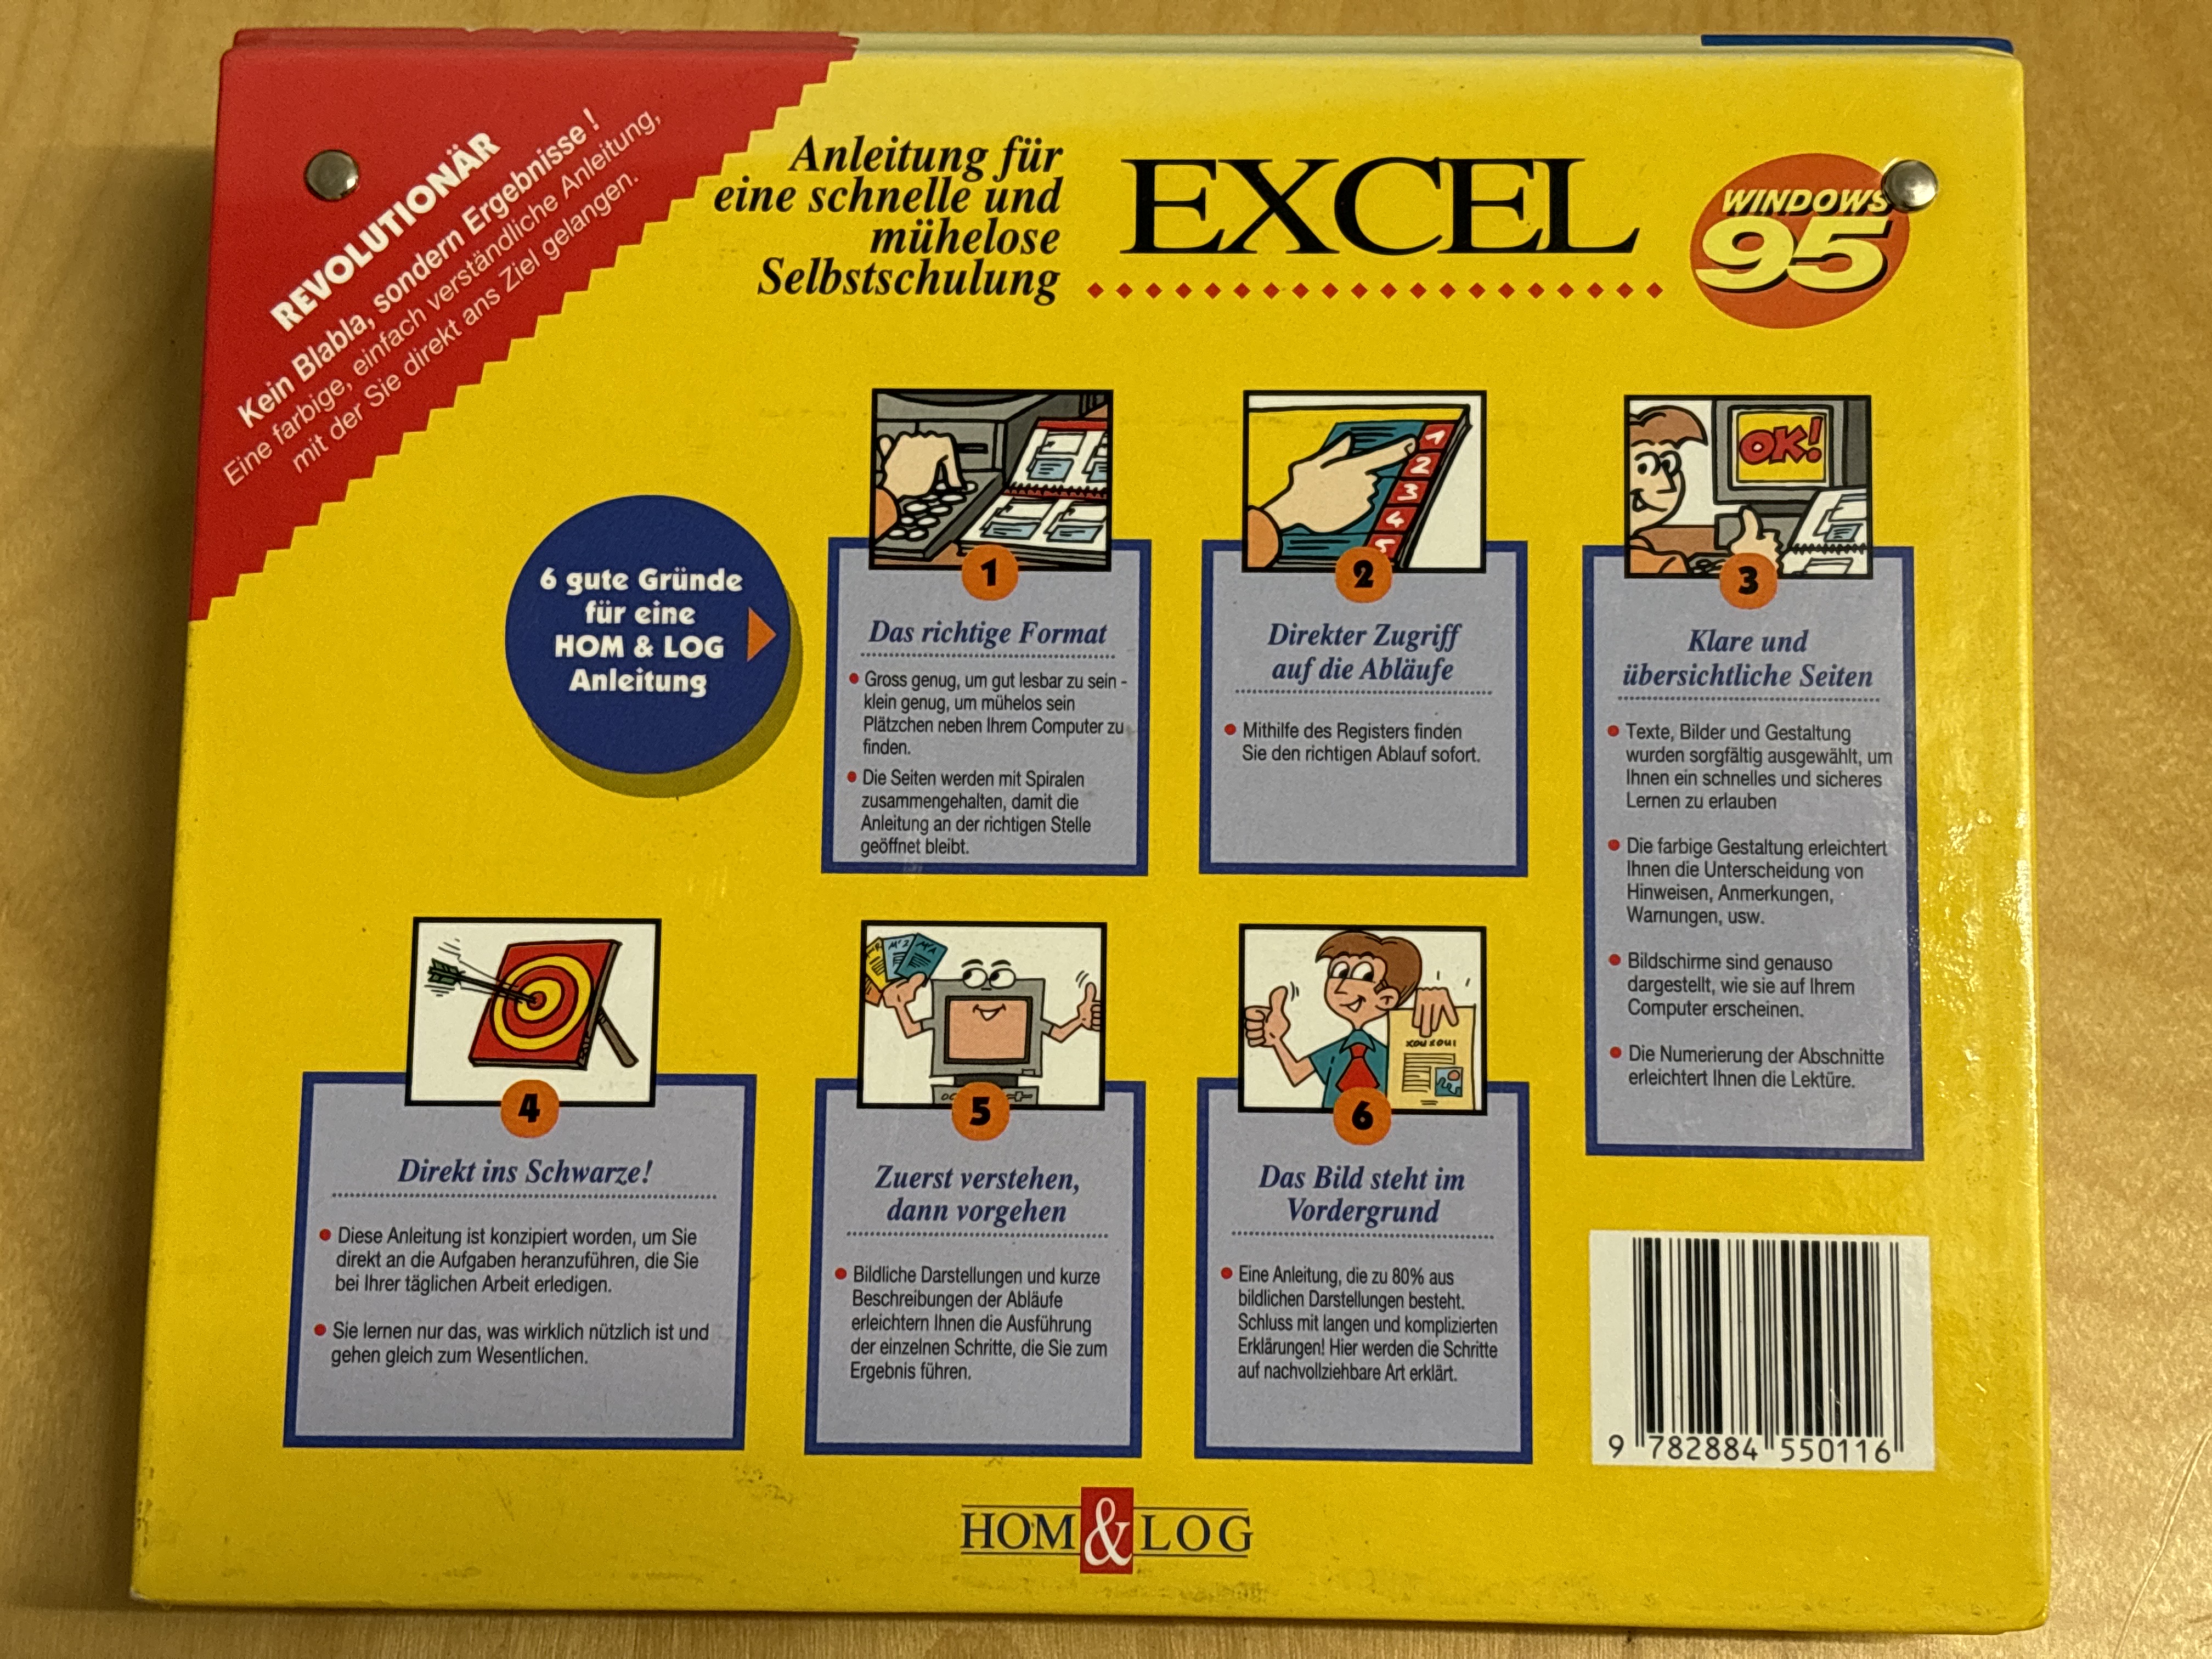 REVOLUTIONÄR
Kein Blabla, sondern Ergebnisse !
Eine farbige, einfach verständliche Anleitung,
mit der Sie direkt ans Ziel gelangen.
Anleitung für
eine schnelle und
mühelose
Selbstschulung
EXCEL
WINDOWS
95
6 gute Gründe
für eine
HOM & LOG
Anleitung
1
Das richtige Format
Gross genug, um gut lesbar zu sein -
klein genug, um mühelos sein
Plätzchen neben Ihrem Computer zu
finden.
Die Seiten werden mit Spiralen
zusammengehalten, damit die
Anleitung an der richtigen Stelle
geöffnet bleibt.
1
2
3
4
5
2
Direkter Zugriff
auf die Abläufe
Mithilfe des Registers finden
Sie den richtigen Ablauf sofort.
OK!
3
Klare und
übersichtliche Seiten
Texte, Bilder und Gestaltung
wurden sorgfältig ausgewählt, um
Ihnen ein schnelles und sicheres
Lernen zu erlauben
Die farbige Gestaltung erleichtert
Ihnen die Unterscheidung von
Hinweisen, Anmerkungen,
Warnungen, usw.
Bildschirme sind genauso
dargestellt, wie sie auf Ihrem
Computer erscheinen.
Die Numerierung der Abschnitte
erleichtert Ihnen die Lektüre.
4
Direkt ins Schwarze!
Diese Anleitung ist konzipiert worden, um Sie
direkt an die Aufgaben heranzuführen, die Sie
bei Ihrer täglichen Arbeit erledigen.
Sie lernen nur das, was wirklich nützlich ist und
gehen gleich zum Wesentlichen.
5
Zuerst verstehen,
dann vorgehen
Bildliche Darstellungen und kurze
Beschreibungen der Abläufe
erleichtern Ihnen die Ausführung
der einzelnen Schritte, die Sie zum
Ergebnis führen.
6
Das Bild steht im
Vordergrund
Eine Anleitung, die zu 80% aus
bildlichen Darstellungen besteht.
Schluss mit langen und komplizierten
Erklärungen! Hier werden die Schritte
auf nachvollziehbare Art erklärt.
9 782884 550116
HOM & LOG